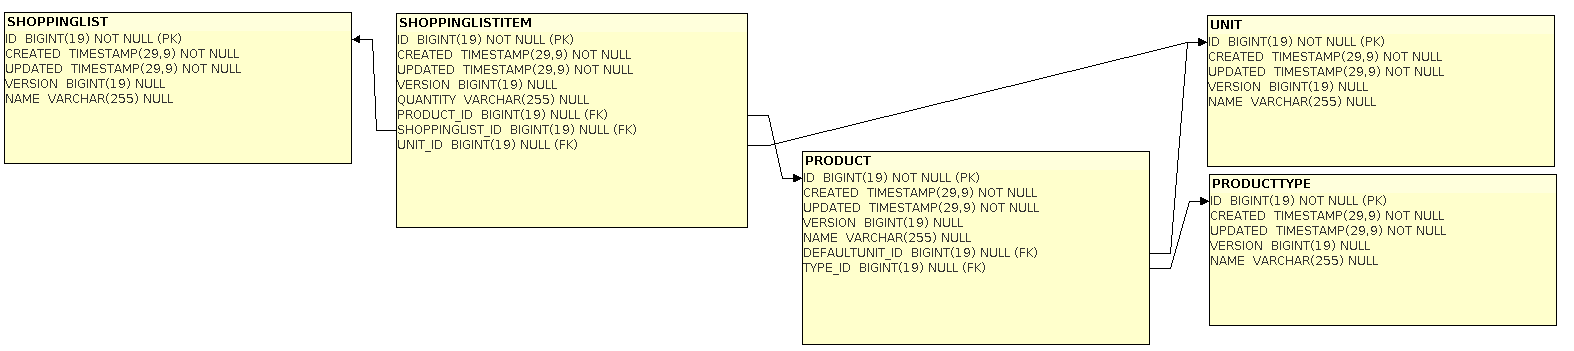 SHOPPINGLIST
ID BIGINT(19) NOT NULL (PK)
CREATED TIMESTAMP(29,9) NOT NULL
UPDATED TIMESTAMP(29,9) NOT NULL
VERSION BIGINT(19) NULL
NAME VARCHAR(255) NULL
SHOPPINGLISTITEM
ID BIGINT(19) NOT NULL (PK)
CREATED TIMESTAMP(29,9) NOT NULL
UPDATED TIMESTAMP(29,9) NOT NULL
VERSION BIGINT(19) NULL
QUANTITY VARCHAR(255) NULL
PRODUCT_ID BIGINT(19) NULL (FK)
SHOPPINGLIST_ID BIGINT(19) NULL (FK)
UNIT_ID BIGINT(19) NULL (FK)
PRODUCT
ID BIGINT(19) NOT NULL (PK)
CREATED TIMESTAMP(29,9) NOT NULL
UPDATED TIMESTAMP(29,9) NOT NULL
VERSION BIGINT(19) NULL
NAME VARCHAR(255) NULL
DEFAULTUNIT_ID BIGINT(19) NULL (FK)
TYPE_ID BIGINT(19) NULL (FK)
UNIT
ID BIGINT(19) NOT NULL (PK)
CREATED TIMESTAMP(29,9) NOT NULL
UPDATED TIMESTAMP(29,9) NOT NULL
VERSION BIGINT(19) NULL
NAME VARCHAR(255) NULL
PRODUCTTYPE
ID BIGINT(19) NOT NULL (PK)
CREATED TIMESTAMP(29,9) NOT NULL
UPDATED TIMESTAMP(29,9) NOT NULL
VERSION BIGINT(19) NULL
NAME VARCHAR(255) NULL